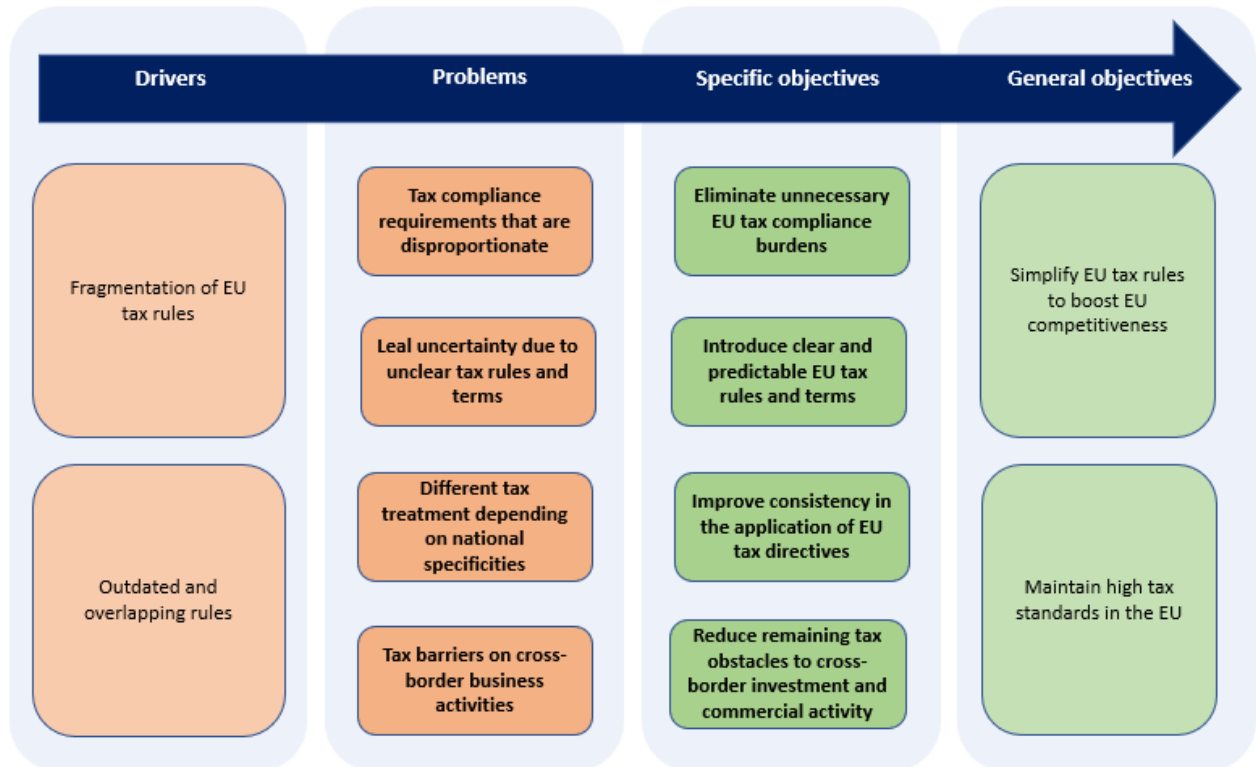 Drivers
Problems
Specific objectives
General objectives
Fragmentation of EU
tax rules
Outdated and
overlapping rules
Tax compliance
requirements that are
disproportionate
Leal uncertainty due to
unclear tax rules and
terms
Different tax
treatment depending
on national
specificities
Tax barriers on cross-
border business
activities
Eliminate unnecessary
EU tax compliance
burdens
Introduce clear and
predictable EU tax
rules and terms
Improve consistency in
the application of EU
tax directives
Reduce remaining tax
obstacles to cross-
border investment and
commercial activity
Simplify EU tax rules
to boost EU
competitiveness
Maintain high tax
standards in the EU